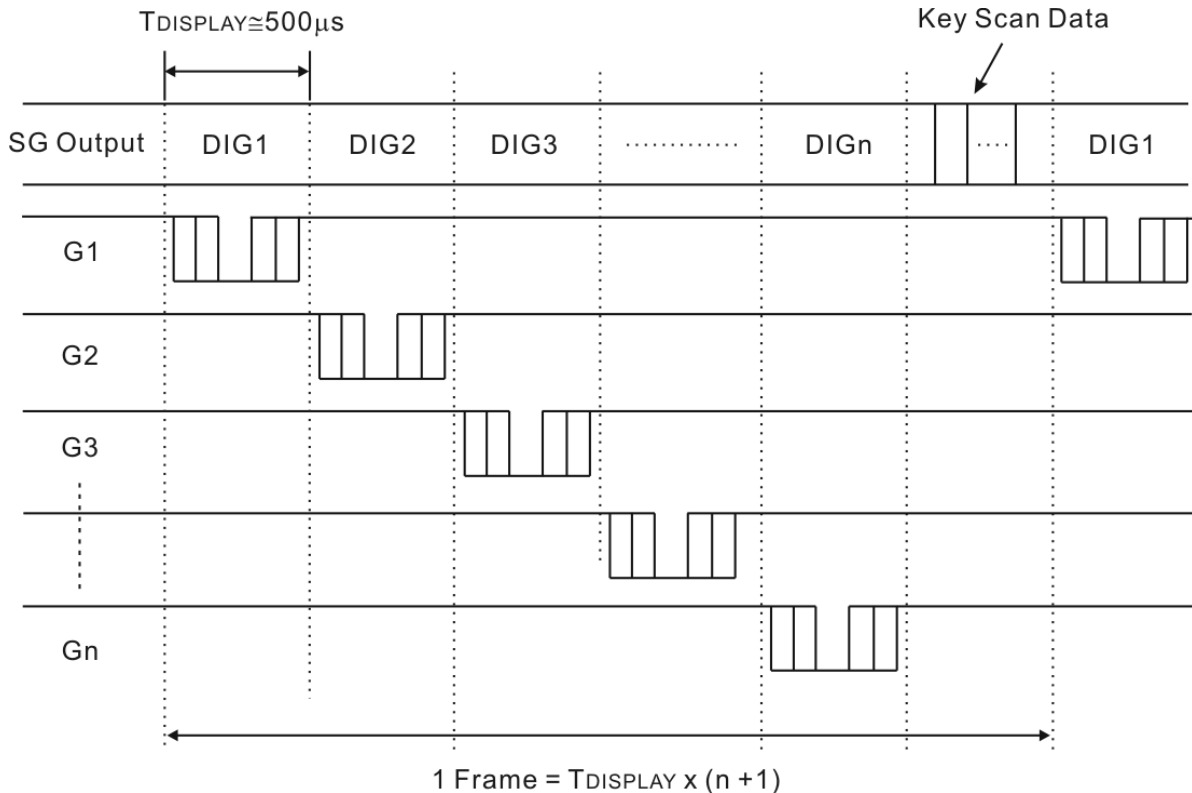 TDISPLAY≅500μs
Key Scan Data
SG Output DIG1 DIG2 DIG3 ············· DIGn ···· DIG1
G1
G2
G3
Gn
1 Frame = TDISPLAY x (n +1)